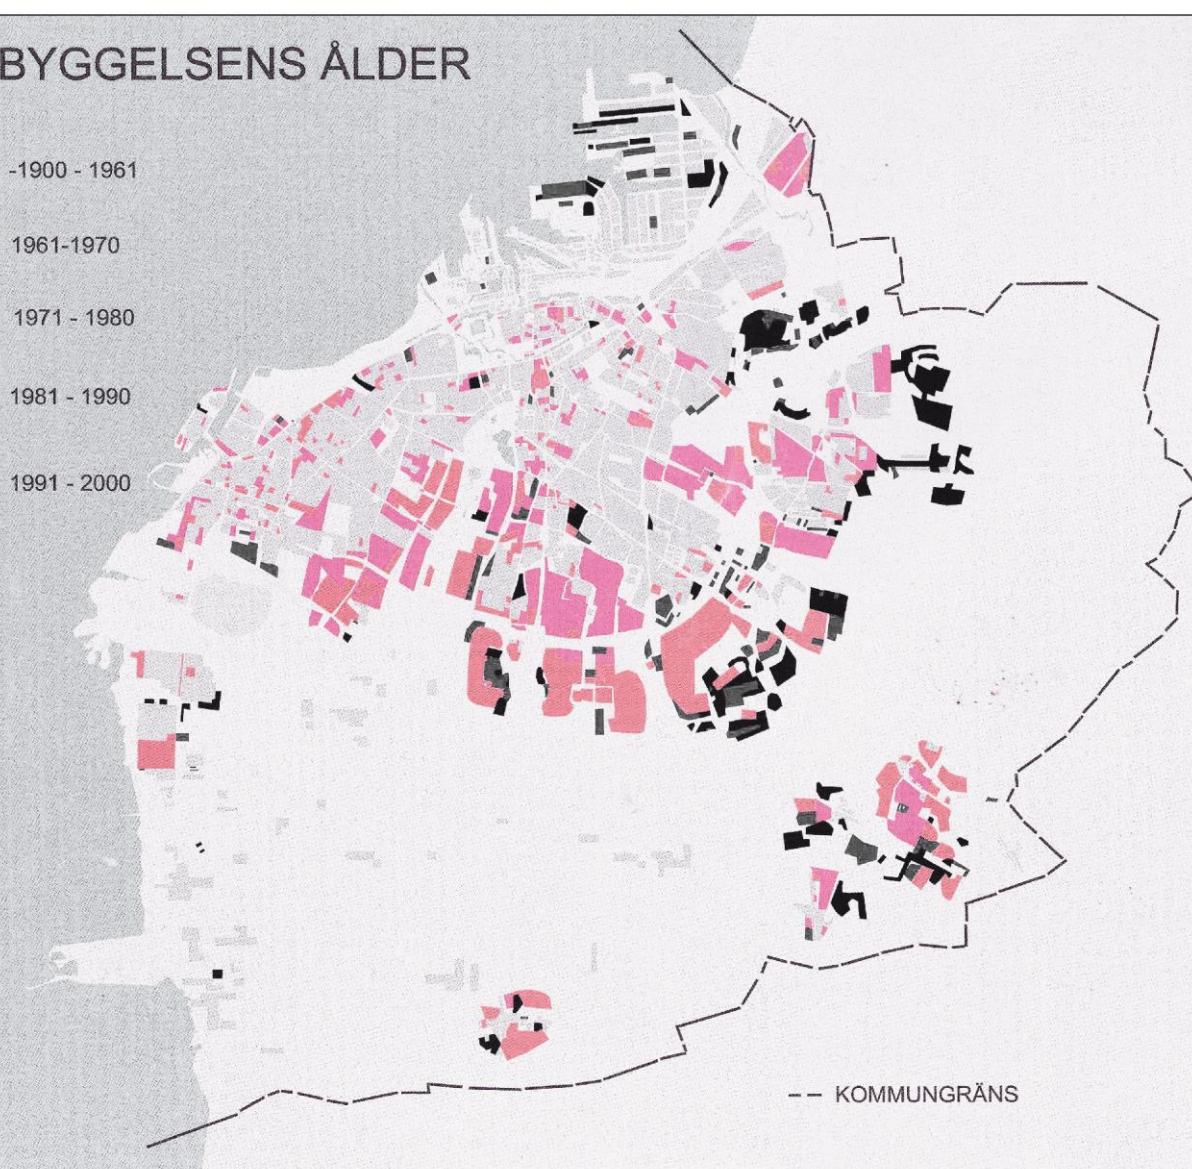 BYGGELSENS ÅLDER
-1900 - 1961
1961-1970
1971 - 1980
1981 - 1990
1991 - 2000
KOMMUNGRÄNS